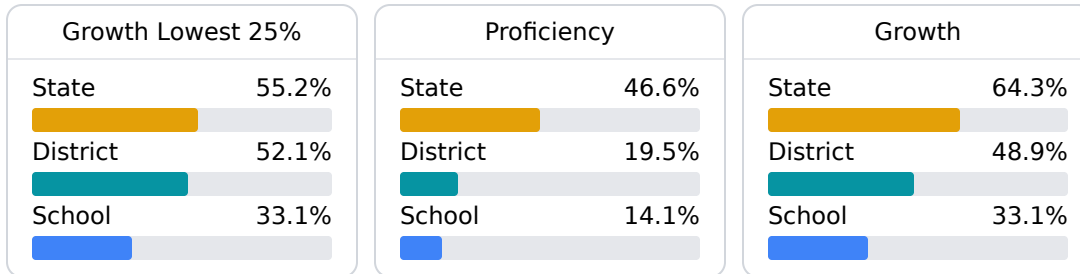 Growth Lowest 25%
State 55.2%
District 52.1%
School 33.1%
Proficiency
State 46.6%
District 19.5%
School 14.1%
Growth
State 64.3%
District 48.9%
School 33.1%